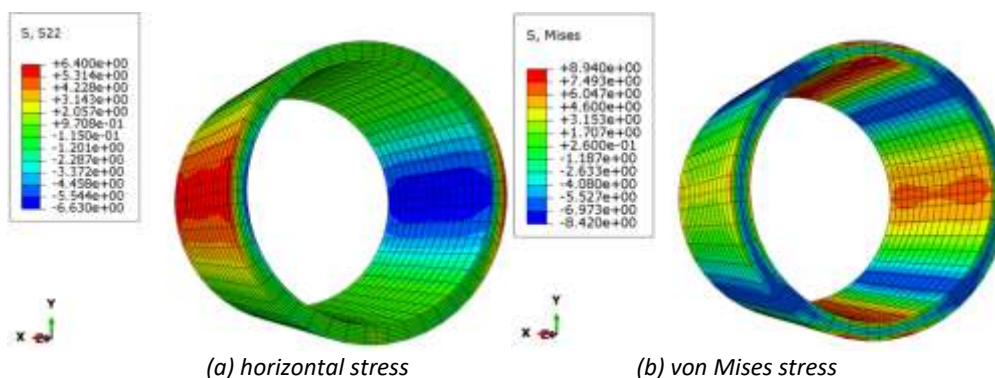 S, S22
+6.400e+00
+5.314e+00
+4.228e+00
+3.143e+00
+2.057e+00
+9.708e-01
-1.150e-01
-1.201e+00
-2.287e+00
-3.372e+00
-4.458e+00
-5.544e+00
-6.630e+00
Y
X
(a) horizontal stress
S, Mises
+8.940e+00
+7.493e+00
+6.047e+00
+4.600e+00
+3.153e+00
+1.707e+00
+2.600e-01
-1.187e+00
-2.633e+00
-4.080e+00
-5.527e+00
-6.973e+00
-8.420e+00
Y
X
(b) von Mises stress